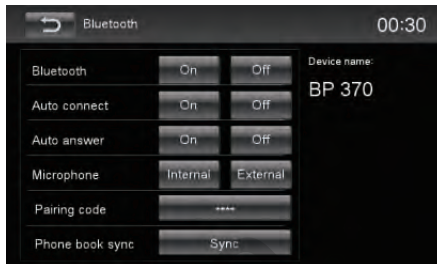 Bluetooth 00:30
Bluetooth On Off
Device name:
BP 370
Auto connect On Off
Auto answer On Off
Microphone Internal External
Pairing code ****
Phone book sync Sync